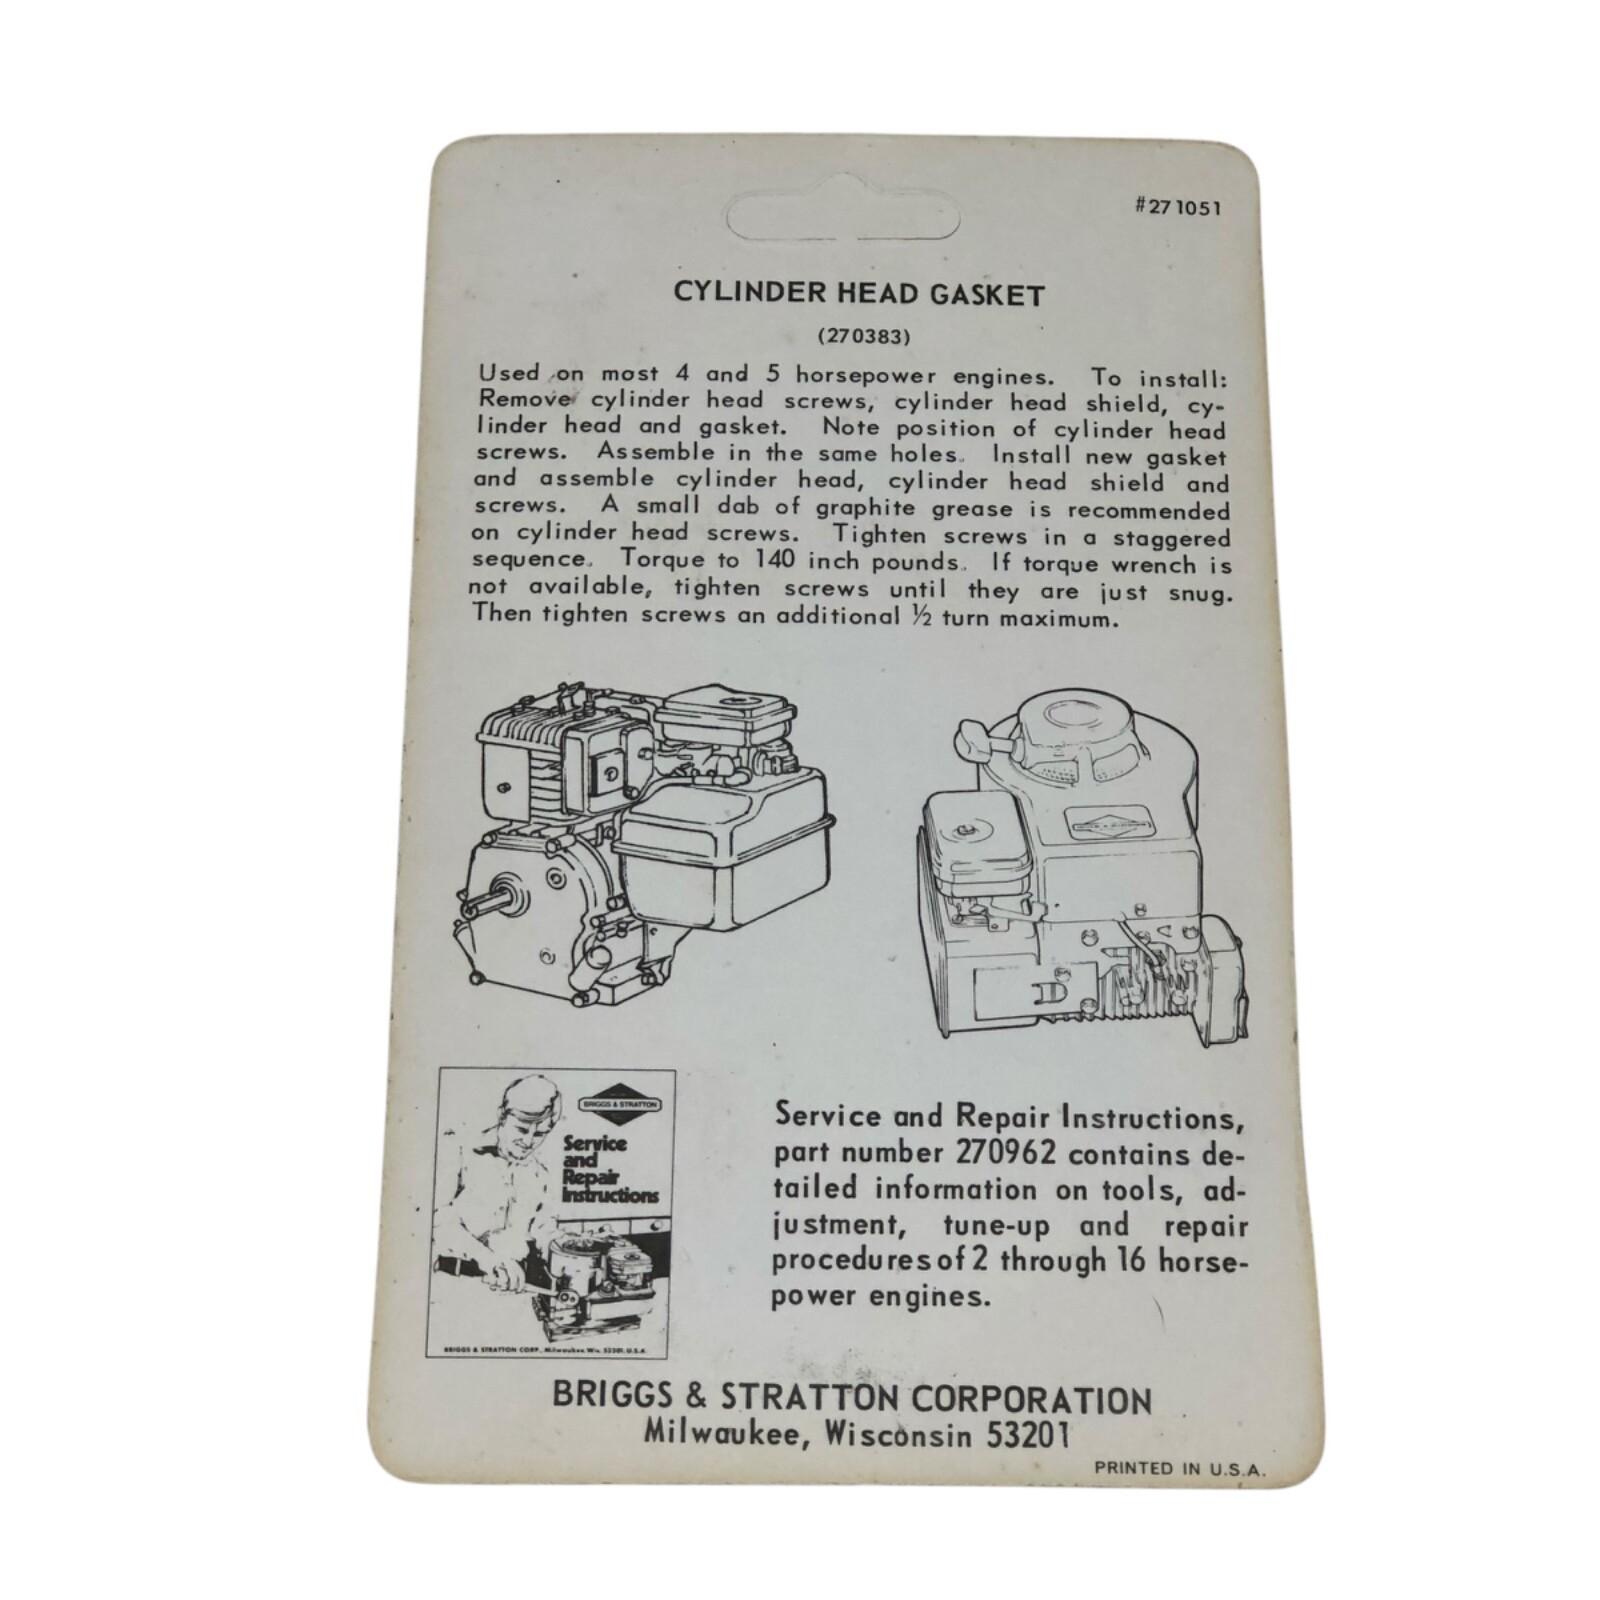 #271051
CYLINDER HEAD GASKET
(270383)
Used on most 4 and 5 horsepower engines. To install:
Remove cylinder head screws, cylinder head shield, cy-
linder head and gasket. Note position of cylinder head
screws. Assemble in the same holes. Install new gasket
and assemble cylinder head, cylinder head shield and
screws. A small dab of graphite grease is recommended
on cylinder head screws. Tighten screws in a staggered
sequence. Torque to 140 inch pounds. If torque wrench is
not available, tighten screws until they are just snug.
Then tighten screws an additional ½ turn maximum.
BRIGGS & STRATTON
Service
and
Repair
Instructions
BRIGGS & STRATTON CORP., Milwaukee, Wis. 53201, U.S.A.
Service and Repair Instructions,
part number 270962 contains de-
tailed information on tools, ad-
justment, tune-up and repair
procedures of 2 through 16 horse-
power engines.
BRIGGS & STRATTON CORPORATION
Milwaukee, Wisconsin 53201
PRINTED IN U.S.A.